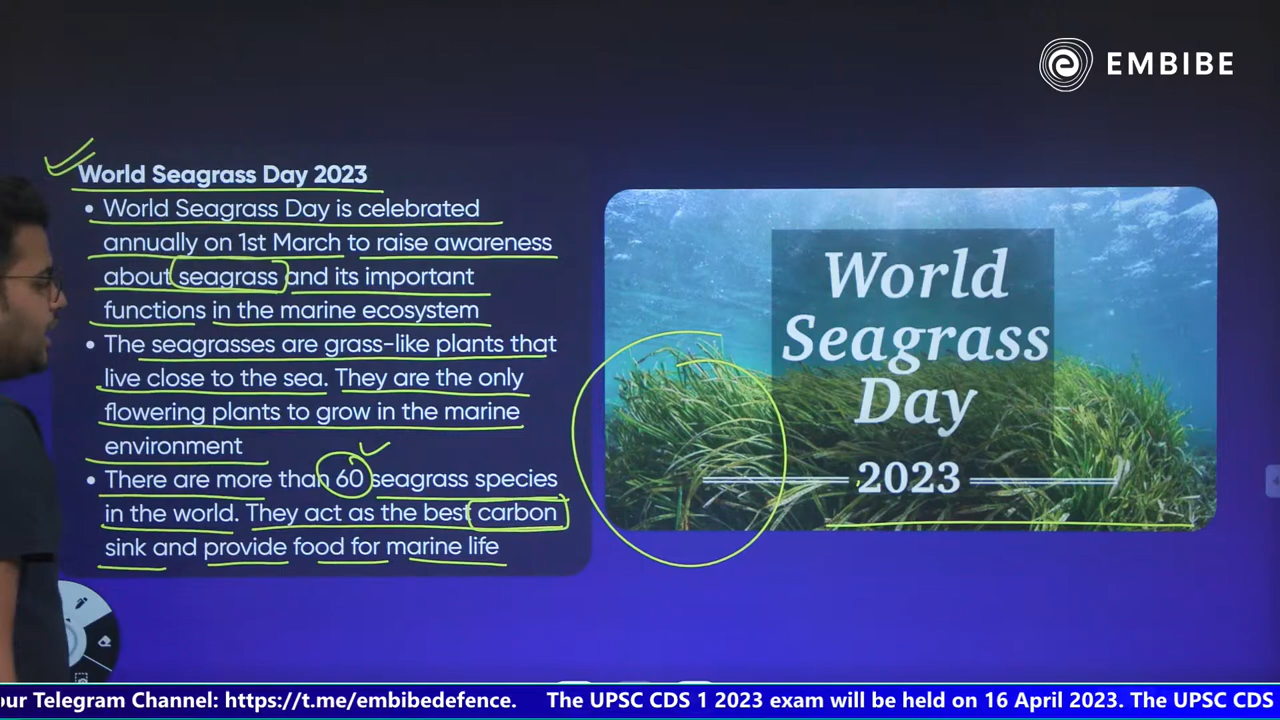 EMBIBE
World Seagrass Day 2023
• World Seagrass Day is celebrated
annually on 1st March to raise awareness
about seagrass and its important
functions in the marine ecosystem
• The seagrasses are grass-like plants that
live close to the sea. They are the only
flowering plants to grow in the marine
environment
• There are more than 60 seagrass species
in the world. They act as the best carbon
sink and provide food for marine life
World
Seagrass
Day
2023
our Telegram Channel: https://t.me/embibedefence. The UPSC CDS 1 2023 exam will be held on 16 April 2023. The UPSC CDS